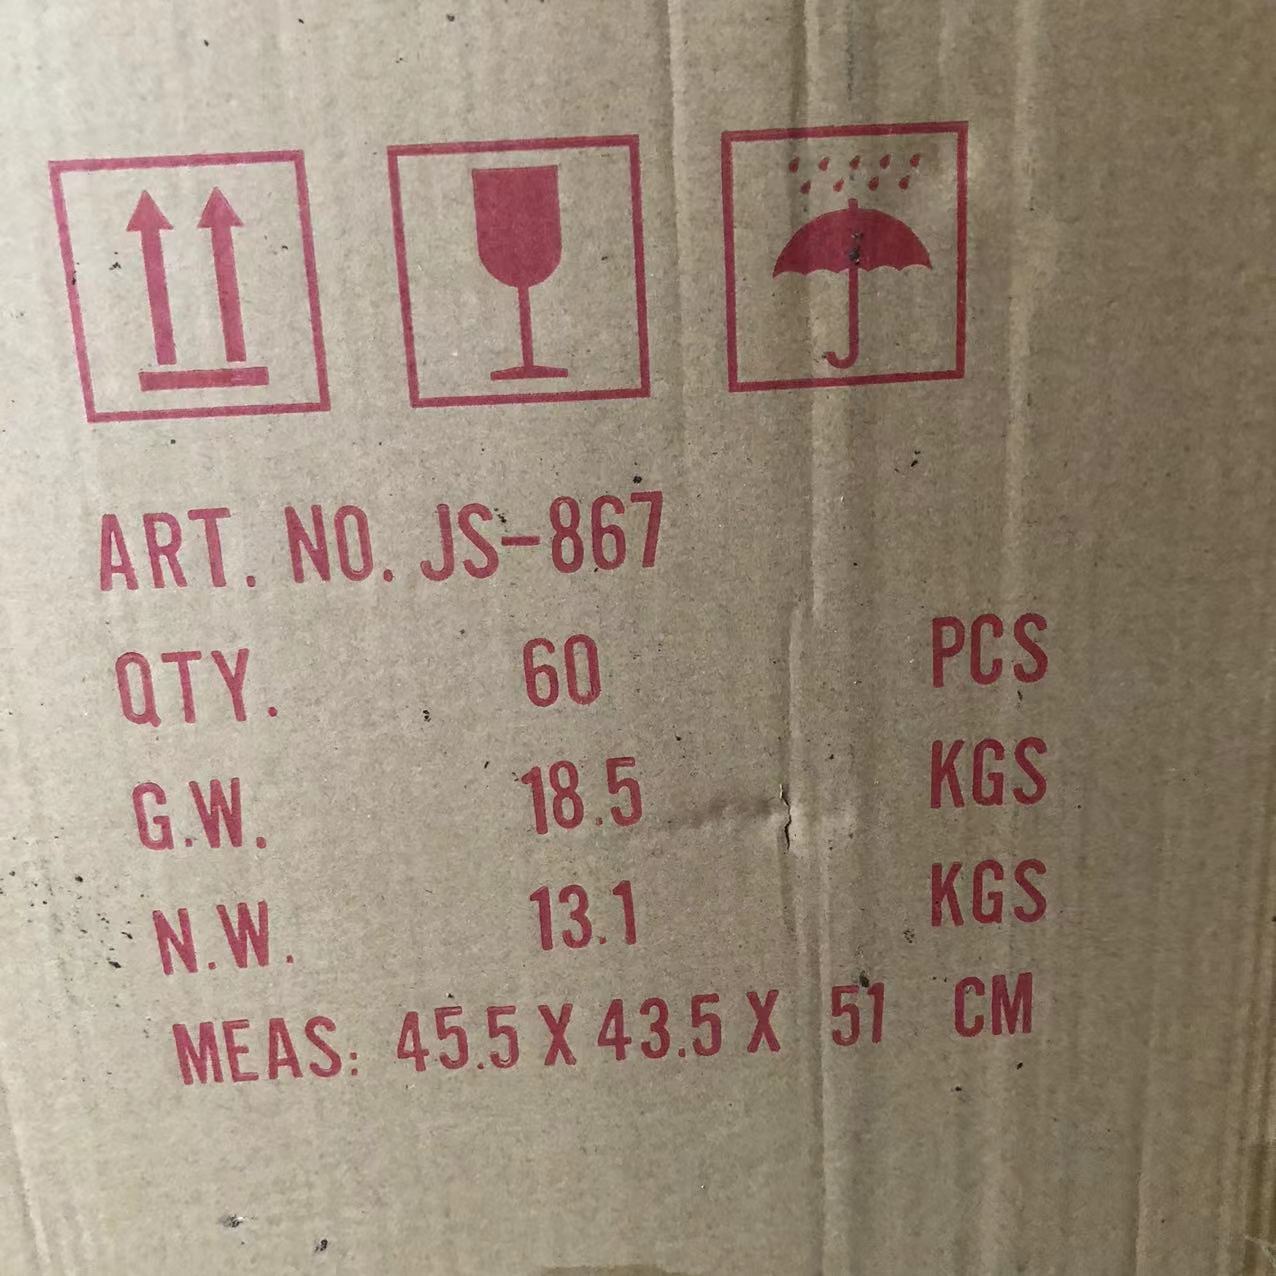 ART. NO. JS-867
QTY. 60 PCS
G.W. 18.5 KGS
N.W. 13.1 KGS
MEAS: 45.5 X 43.5 X 51 CM